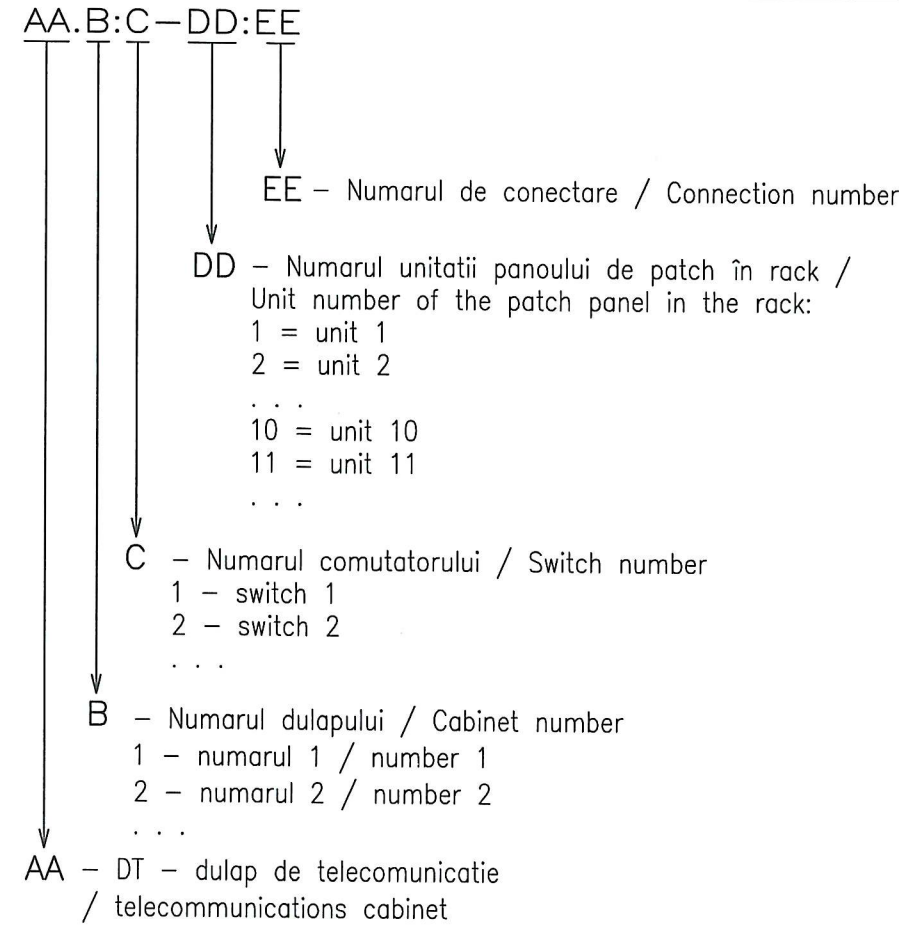 AA.B:C–DD:EE
EE – Numarul de conectare / Connection number
DD – Numarul unitatii panoului de patch în rack /
Unit number of the patch panel in the rack:
1 = unit 1
2 = unit 2
. . .
10 = unit 10
11 = unit 11
. . .
C – Numarul comutatorului / Switch number
1 – switch 1
2 – switch 2
. . .
B – Numarul dulapului / Cabinet number
1 – numarul 1 / number 1
2 – numarul 2 / number 2
. . .
AA – DT – dulap de telecomunicatie
/ telecommunications cabinet